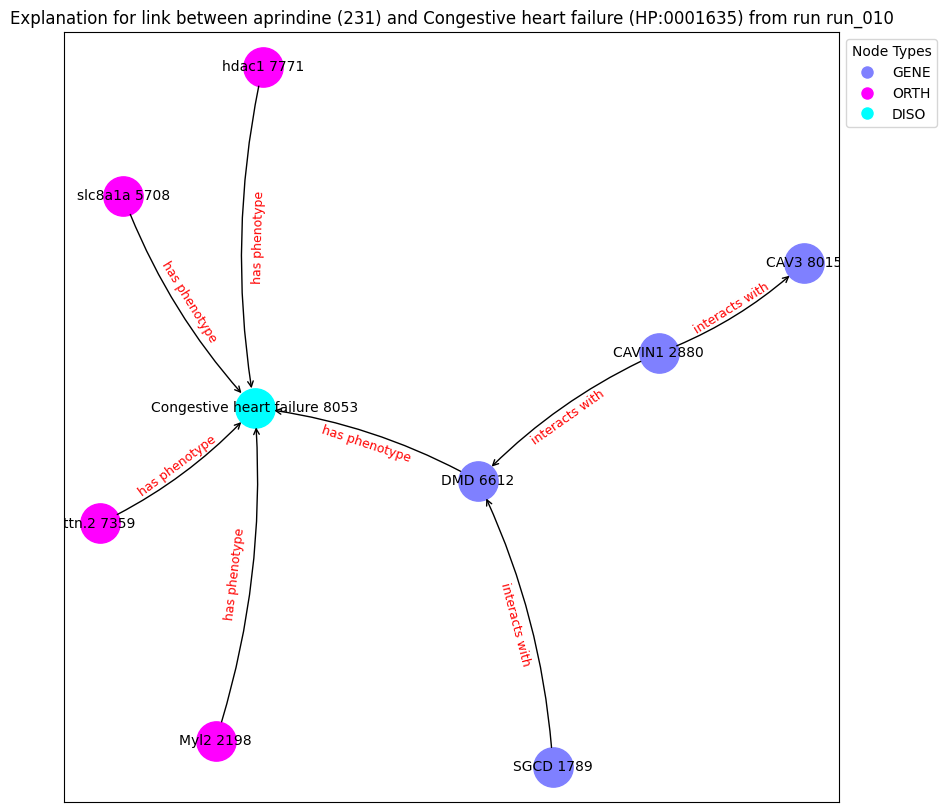 Explanation for link between aprindine (231) and Congestive heart failure (HP:0001635) from run run_010
Node Types
GENE
ORTH
DISO
hdac1 7771
slc8a1a 5708
has phenotype
has phenotype
CAV3 8015
interacts with
CAVIN1 2880
interacts with
Congestive heart failure 8053
has phenotype
has phenotype
DMD 6612
ttn.2 7359
has phenotype
interacts with
Myl2 2198
SGCD 1789